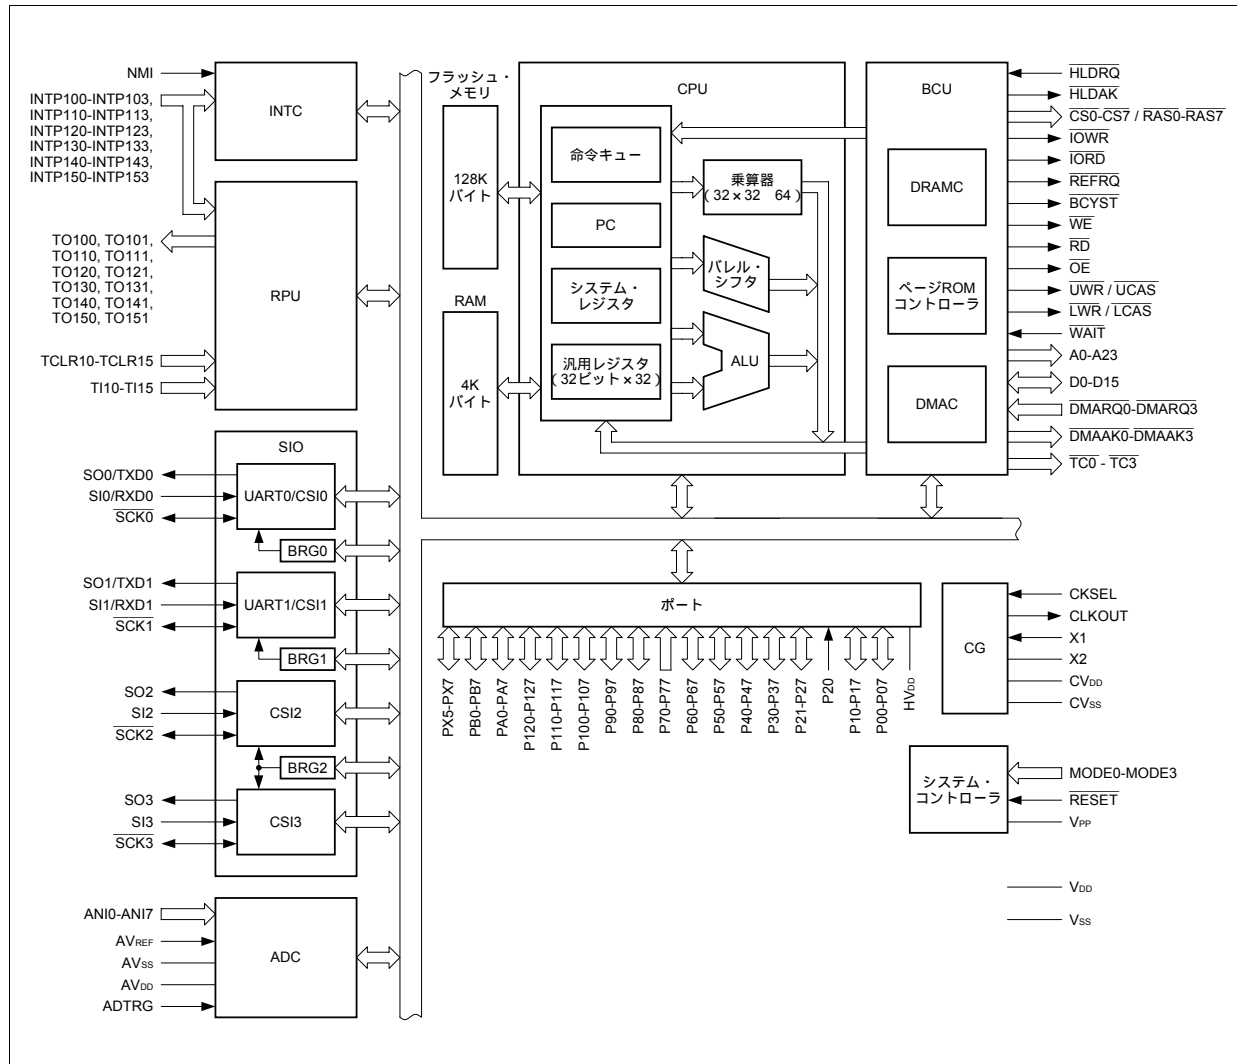 NMI
INTP100-INTP103,
INTP110-INTP113,
INTP120-INTP123,
INTP130-INTP133,
INTP140-INTP143,
INTP150-INTP153
INTC
TO100, TO101,
TO110, TO111,
TO120, TO121,
TO130, TO131,
TO140, TO141,
TO150, TO151
TCLR10-TCLR15
TI10-TI15
RPU
SIO
SO0/TXD0
SI0/RXD0
SCK0
UART0/CSI0
BRG0
SO1/TXD1
SI1/RXD1
SCK1
UART1/CSI1
BRG1
SO2
SI2
SCK2
CSI2
BRG2
SO3
SI3
SCK3
CSI3
ANI0-ANI7
AVREF
AVSS
AVDD
ADTRG
ADC
フラッシュ・
メモリ
128K
バイト
RAM
4K
バイト
CPU
命令キュー
PC
システム・
レジスタ
汎用レジスタ
(32ビット×32)
乗算器
(32×32 64)
バレル・
シフタ
ALU
BCU
DRAMC
ページROM
コントローラ
DMAC
HLDRQ
HLDAK
CS0-CS7 / RAS0-RAS7
IOWR
IORD
REFRQ
BCYST
WE
RD
OE
UWR / UCAS
LWR / LCAS
WAIT
A0-A23
D0-D15
DMARQ0-DMARQ3
DMAAK0-DMAAK3
TC0 - TC3
ポート
PX5-PX7
PB0-PB7
PA0-PA7
P120-P127
P110-P117
P100-P107
P90-P97
P80-P87
P70-P77
P60-P67
P50-P57
P40-P47
P30-P37
P21-P27
P20
P10-P17
P00-P07
HVDD
CG
CKSEL
CLKOUT
X1
X2
CVDD
CVSS
システム・
コントローラ
MODE0-MODE3
RESET
VPP
VDD
VSS